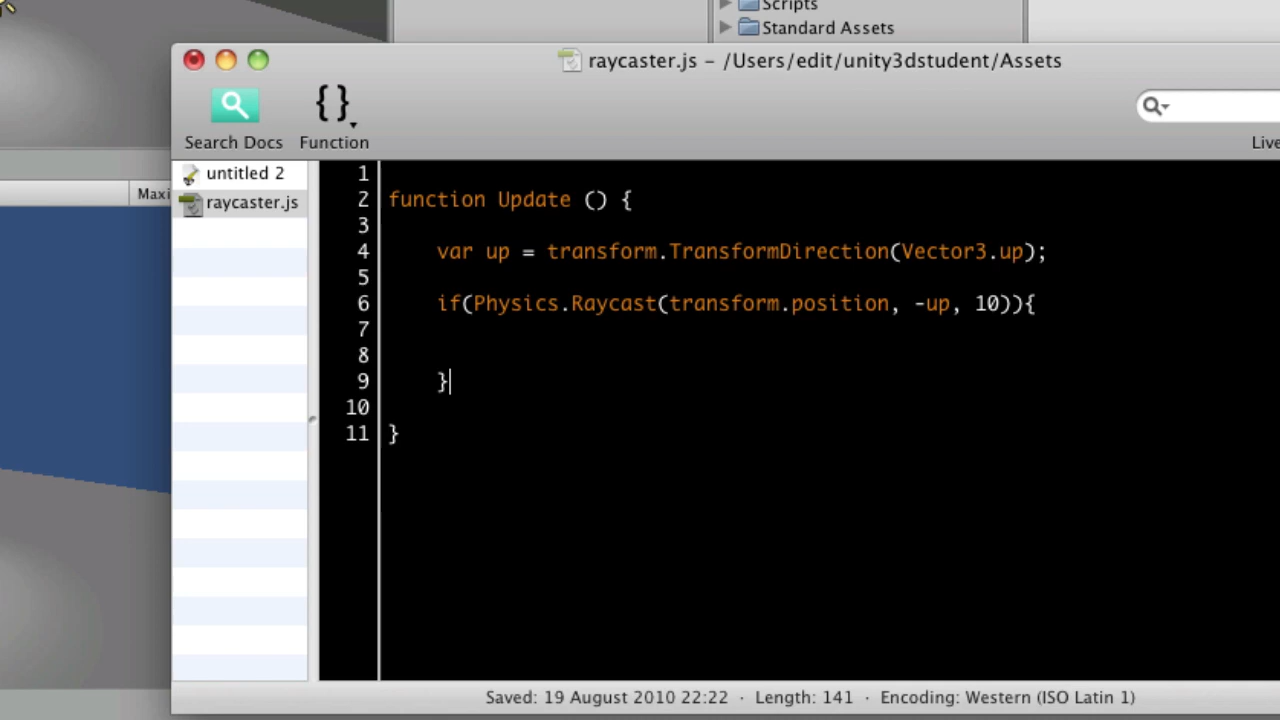 Scripts
Standard Assets
raycaster.js – /Users/edit/unity3dstudent/Assets
Search Docs
{ }
Function
Live
Maxi
untitled 2
raycaster.js
1
2 function Update () {
3
4 var up = transform.TransformDirection(Vector3.up);
5
6 if(Physics.Raycast(transform.position, -up, 10)){
7
8
9 }
10
11 }
Saved: 19 August 2010 22:22 · Length: 141 · Encoding: Western (ISO Latin 1)